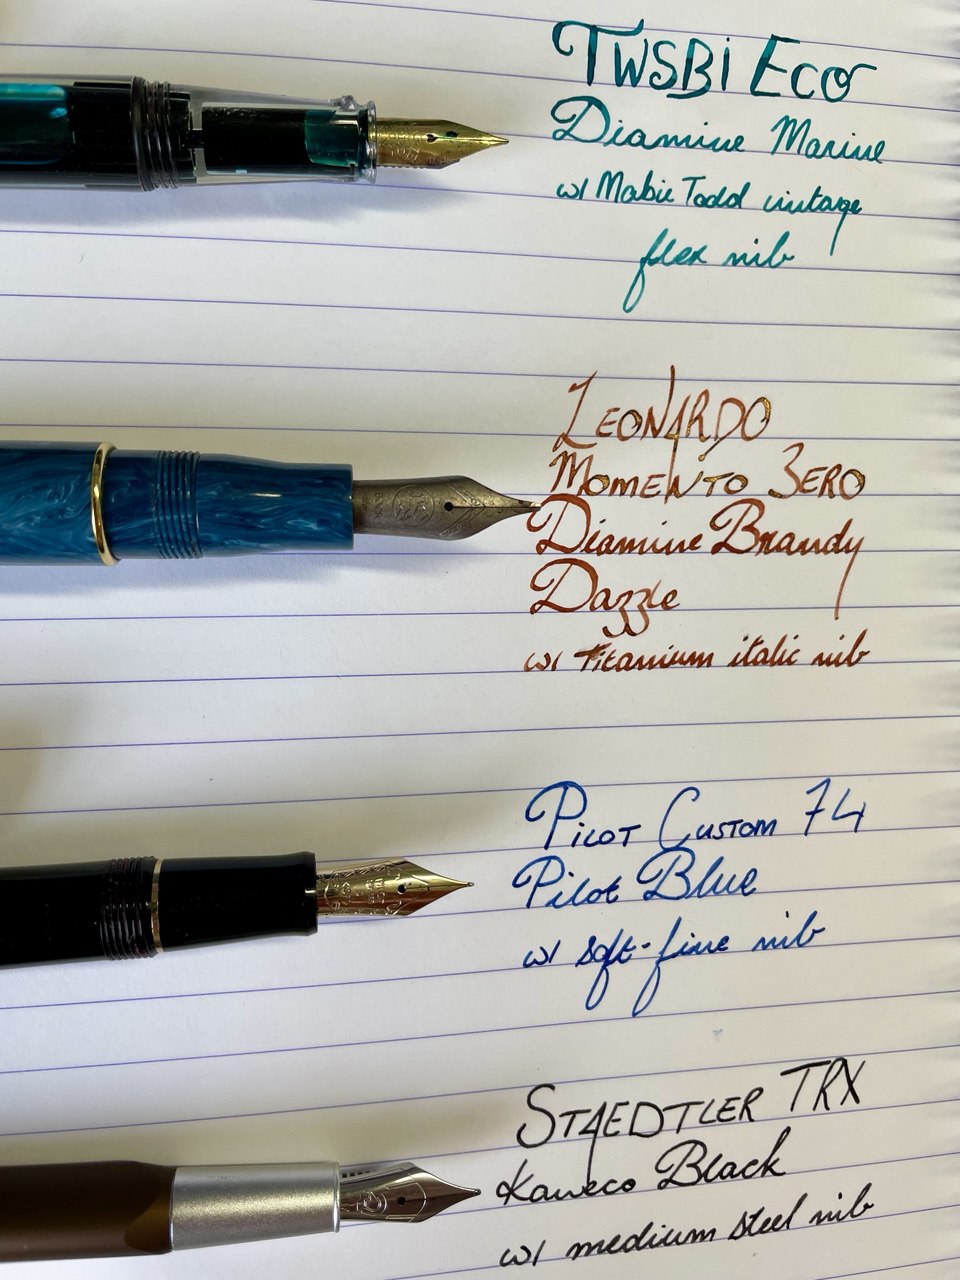 TWSBi Eco
Diamine Marine
w/ Mabie Todd vintage
flex nib
LEONARDO
MOMENTO ZERO
Diamine Brandy
Dazzle
w/ titanium italic nib
PiLOT CUSTOM 74
Pilot Blue
w/ soft-fine nib
STAEDTLER TRX
Kaweco Black
w/ medium steel nib